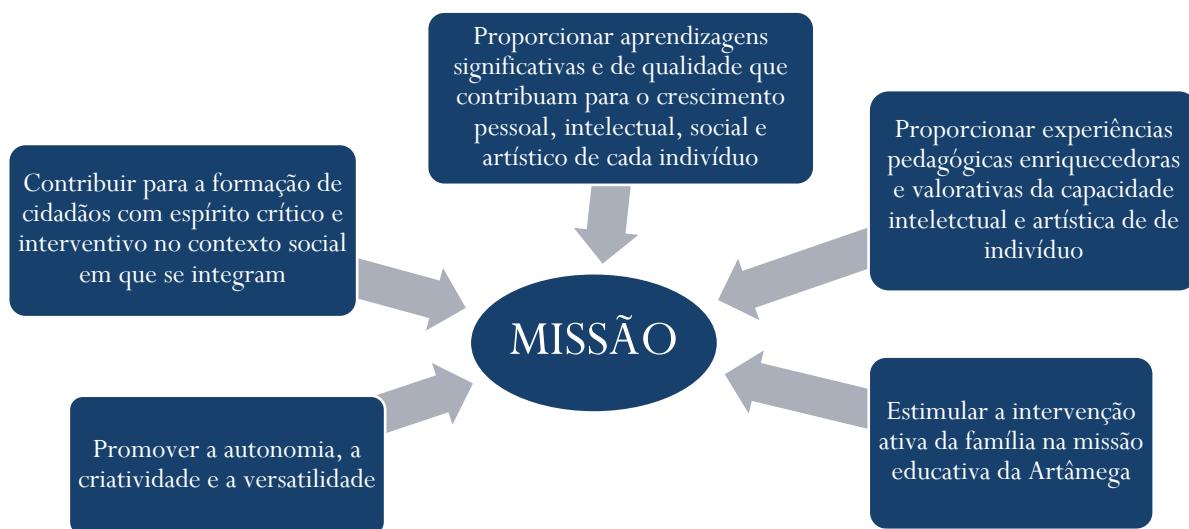 Proporcionar aprendizagens
significativas e de qualidade que
contribuam para o crescimento
pessoal, intelectual, social e
artístico de cada indivíduo
Contribuir para a formação de
cidadãos com espírito crítico e
interventivo no contexto social
em que se integram
Proporcionar experiências
pedagógicas enriquecedoras
e valorativas da capacidade
inteletctual e artística de de
indivíduo
MISSÃO
Promover a autonomia, a
criatividade e a versatilidade
Estimular a intervenção
ativa da família na missão
educativa da Artâmega